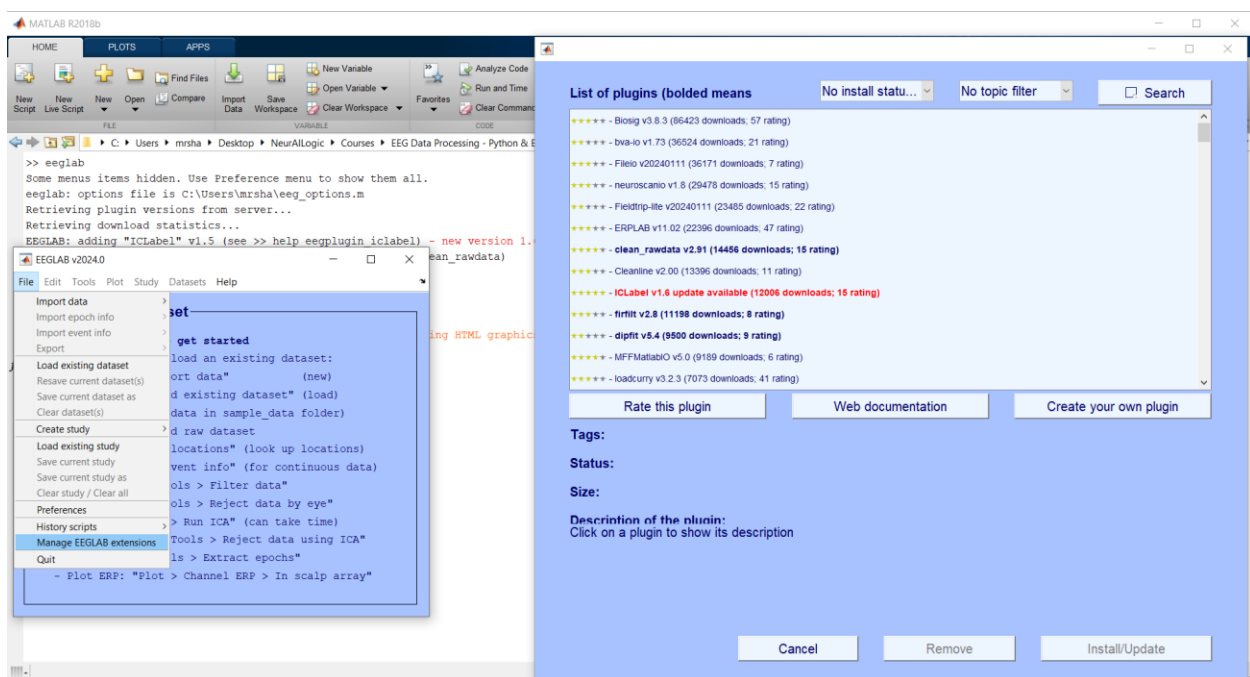 MATLAB R2018b
HOME PLOTS APPS
New Script
New Live Script
New
Open
Find Files
Compare
Import Data
Save Workspace
New Variable
Open Variable
Clear Workspace
Favorites
Analyze Code
Run and Time
Clear Command
FILE VARIABLE CODE
C: Users mrsha Desktop NeurAILogic Courses EEG Data Processing - Python & E
>> eeglab
Some menus items hidden. Use Preference menu to show them all.
eeglab: options file is C:\Users\mrsha\eeg_options.m
Retrieving plugin versions from server...
Retrieving download statistics...
EEGLAB: adding "ICLabel" v1.5 (see >> help eegplugin_iclabel) - new version 1.
ean_rawdata)
ing HTML graphic
EEGLAB v2024.0
File Edit Tools Plot Study Datasets Help
Import data
Import epoch info
Import event info
Export
Load existing dataset
Resave current dataset(s)
Save current dataset as
Clear dataset(s)
Create study
Load existing study
Save current study
Save current study as
Clear study / Clear all
Preferences
History scripts
Manage EEGLAB extensions
Quit
set
get started
load an existing dataset:
ort data" (new)
d existing dataset" (load)
data in sample_data folder)
d raw dataset
locations" (look up locations)
vent info" (for continuous data)
ols > Filter data"
ols > Reject data by eye"
> Run ICA" (can take time)
Tools > Reject data using ICA"
ls > Extract epochs"
- Plot ERP: "Plot > Channel ERP > In scalp array"
List of plugins (bolded means
No install statu... No topic filter Search
- Biosig v3.8.3 (86423 downloads; 57 rating)
- bva-io v1.73 (36524 downloads; 21 rating)
- Fileio v20240111 (36171 downloads; 7 rating)
- neuroscanio v1.8 (29478 downloads; 15 rating)
- Fieldtrip-lite v20240111 (23485 downloads; 22 rating)
- ERPLAB v11.02 (22396 downloads; 47 rating)
- clean_rawdata v2.91 (14456 downloads; 15 rating)
- Cleanline v2.00 (13396 downloads; 11 rating)
- ICLabel v1.6 update available (12006 downloads; 15 rating)
- firfilt v2.8 (11198 downloads; 8 rating)
- dipfit v5.4 (9500 downloads; 9 rating)
- MFFMatlabIO v5.0 (9189 downloads; 6 rating)
- loadcurry v3.2.3 (7073 downloads; 41 rating)
Rate this plugin Web documentation Create your own plugin
Tags:
Status:
Size:
Description of the plugin:
Click on a plugin to show its description
Cancel Remove Install/Update